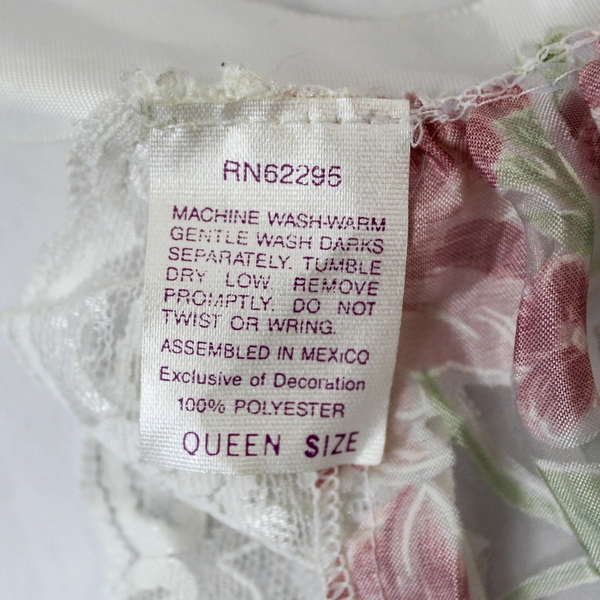 RN62295
MACHINE WASH-WARM
GENTLE WASH DARKS
SEPARATELY. TUMBLE
DRY LOW. REMOVE
PROMPTLY. DO NOT
TWIST OR WRING.
ASSEMBLED IN MEXICO
Exclusive of Decoration
100% POLYESTER
QUEEN SIZE